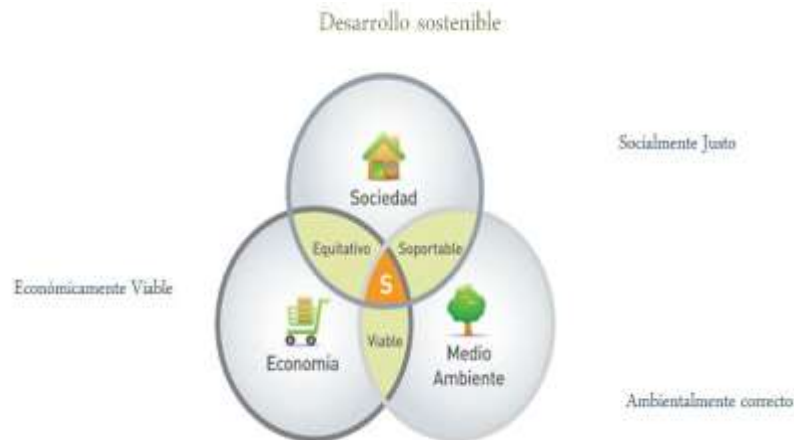 Desarrollo sostenible
Socialmente Justo
Sociedad
Equitativo
Soportable
S
Económicamente Viable
Viable
Economía
Medio
Ambiente
Ambientalmente correcto